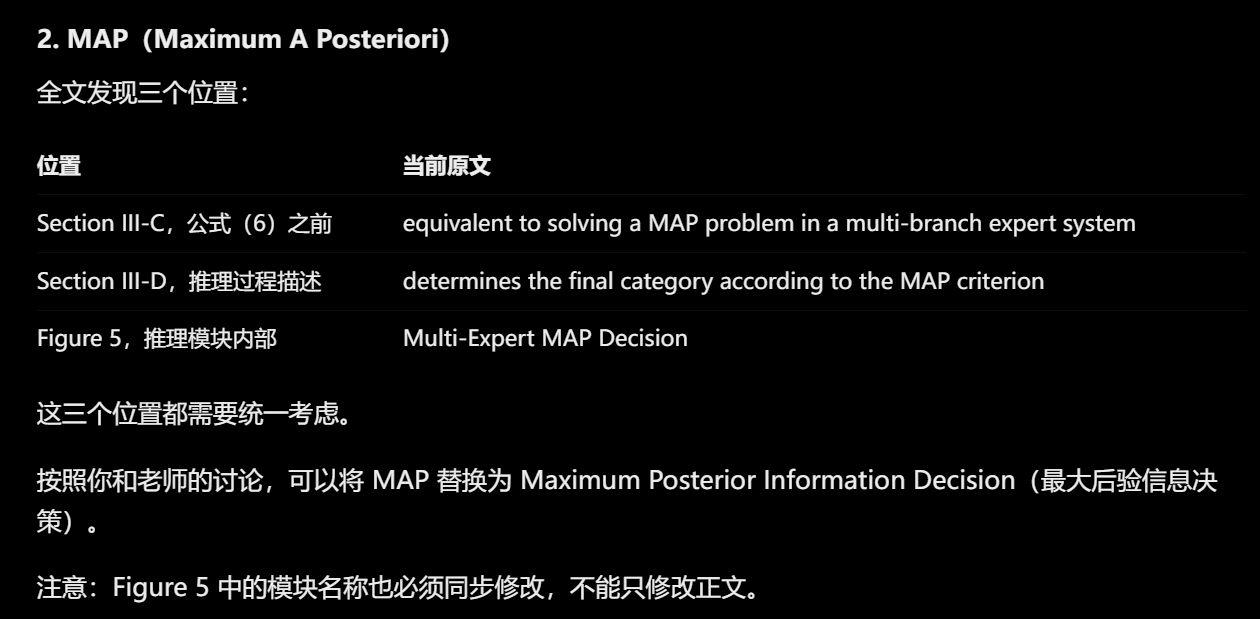 2. MAP（Maximum A Posteriori）
全文发现三个位置：
位置 当前原文
Section III-C，公式（6）之前 equivalent to solving a MAP problem in a multi-branch expert system
Section III-D，推理过程描述 determines the final category according to the MAP criterion
Figure 5，推理模块内部 Multi-Expert MAP Decision
这三个位置都需要统一考虑。
按照你和老师的讨论，可以将 MAP 替换为 Maximum Posterior Information Decision（最大后验信息决
策）。
注意：Figure 5 中的模块名称也必须同步修改，不能只修改正文。